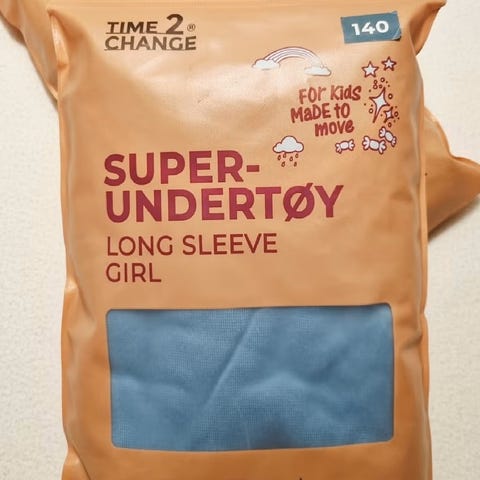 TIME 2®
CHANGE
140
FOR KIDS
MADE TO
MOVE
SUPER-
UNDERTØY
LONG SLEEVE
GIRL